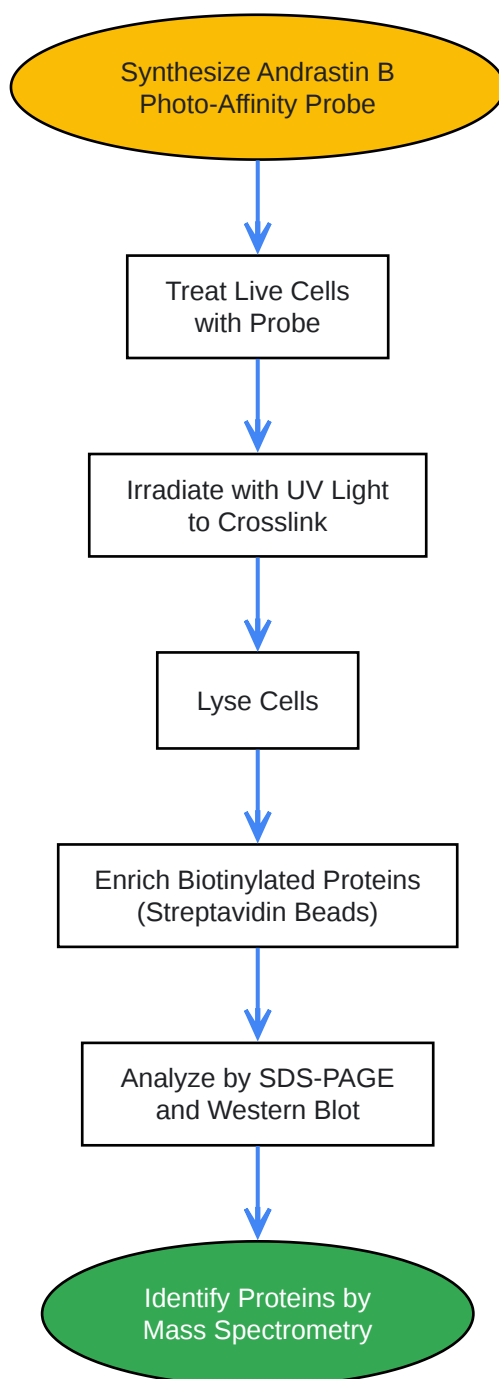 Synthesize Andrastin B
Photo-Affinity Probe
Treat Live Cells
with Probe
Irradiate with UV Light
to Crosslink
Lyse Cells
Enrich Biotinylated Proteins
(Streptavidin Beads)
Analyze by SDS-PAGE
and Western Blot
Identify Proteins by
Mass Spectrometry